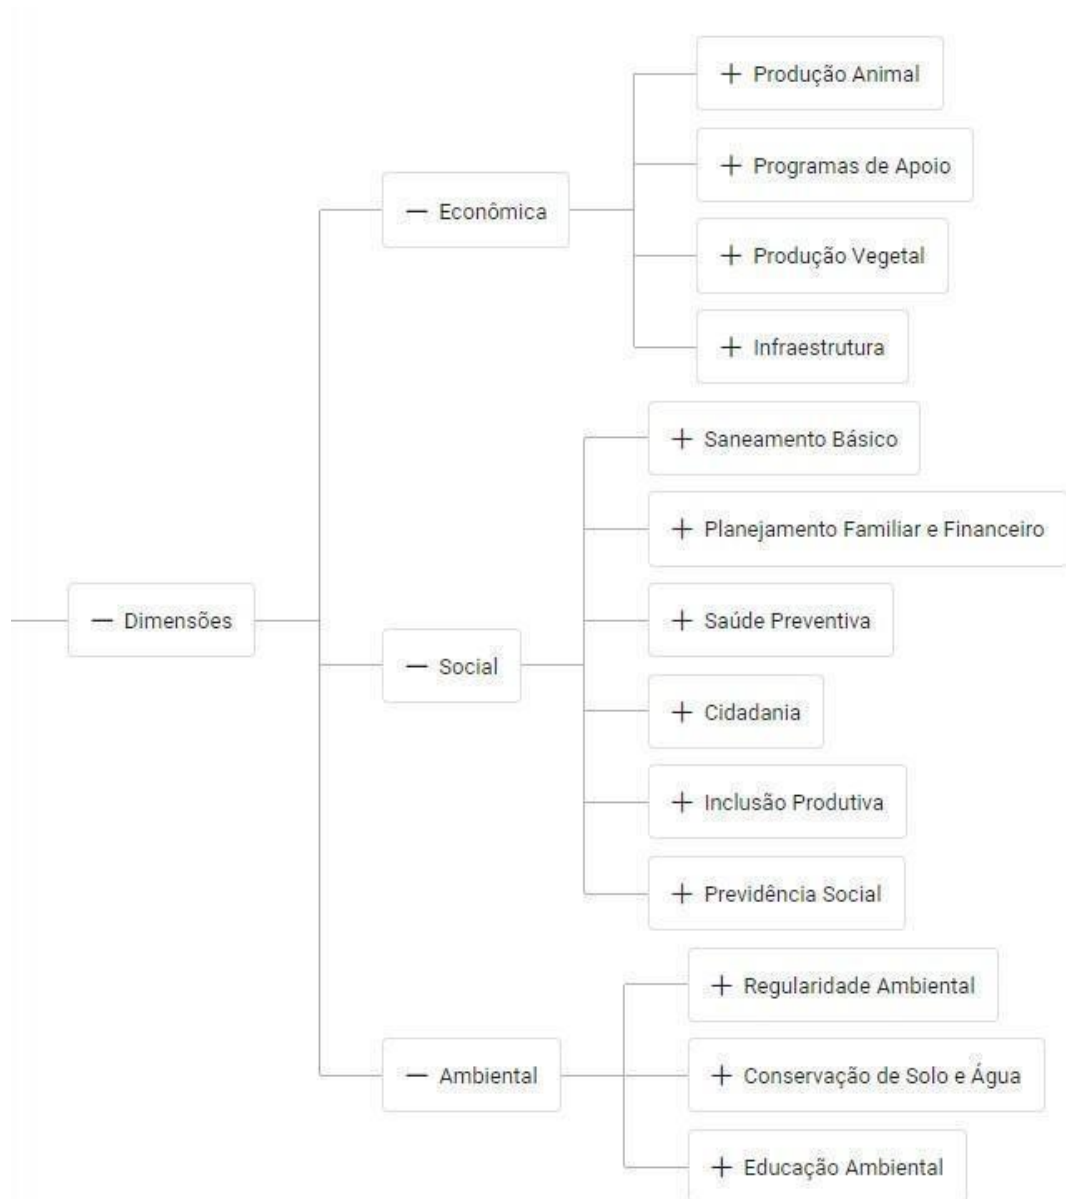 Dimensões
Econômica
Produção Animal
Programas de Apoio
Produção Vegetal
Infraestrutura
Social
Saneamento Básico
Planejamento Familiar e Financeiro
Saúde Preventiva
Cidadania
Inclusão Produtiva
Previdência Social
Ambiental
Regularidade Ambiental
Conservação de Solo e Água
Educação Ambiental